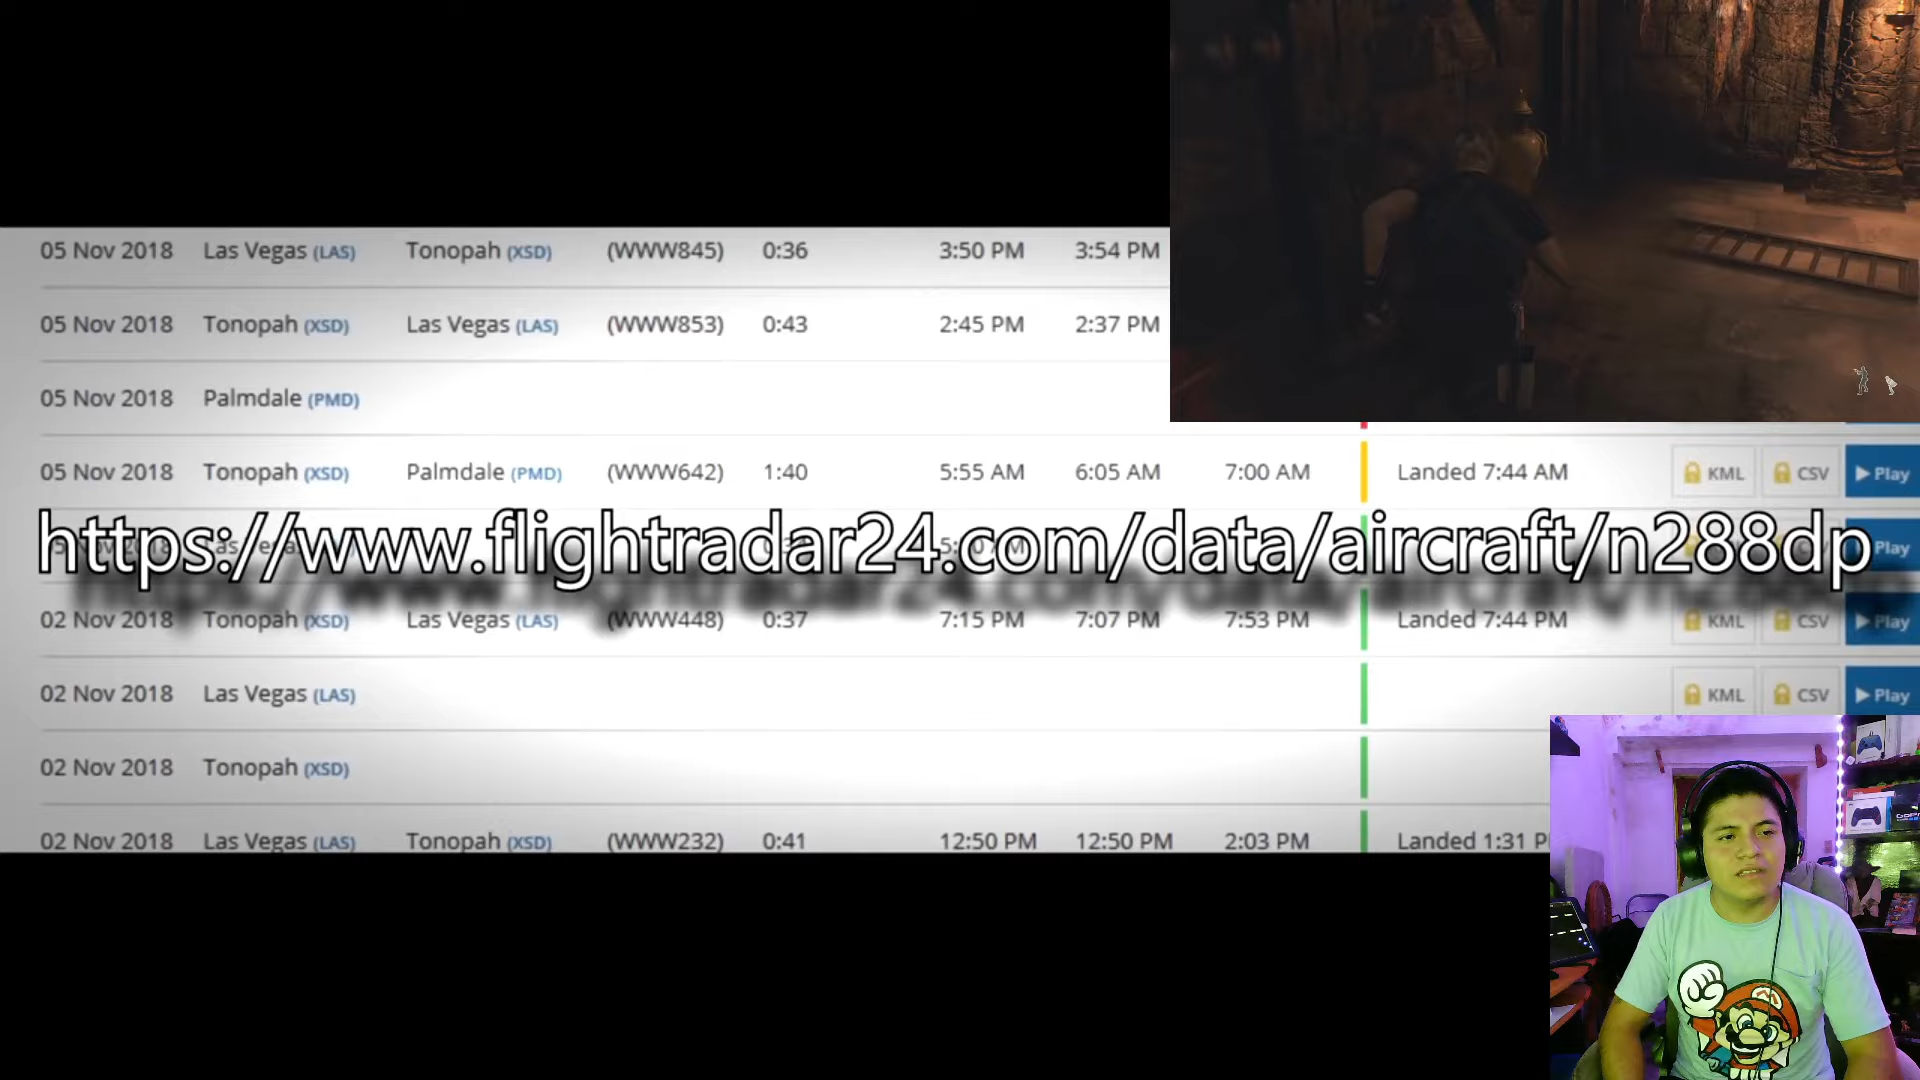 05 Nov 2018 Las Vegas (LAS) Tonopah (XSD) (WWW845) 0:36 3:50 PM 3:54 PM
05 Nov 2018 Tonopah (XSD) Las Vegas (LAS) (WWW853) 0:43 2:45 PM 2:37 PM
05 Nov 2018 Palmdale (PMD)
05 Nov 2018 Tonopah (XSD) Palmdale (PMD) (WWW642) 1:40 5:55 AM 6:05 AM 7:00 AM Landed 7:44 AM KML CSV Play
https://www.flightradar24.com/data/aircraft/n288dp
Play
02 Nov 2018 Tonopah (XSD) Las Vegas (LAS) (WWW448) 0:37 7:15 PM 7:07 PM 7:53 PM Landed 7:44 PM KML CSV Play
02 Nov 2018 Las Vegas (LAS) KML CSV Play
02 Nov 2018 Tonopah (XSD)
02 Nov 2018 Las Vegas (LAS) Tonopah (XSD) (WWW232) 0:41 12:50 PM 12:50 PM 2:03 PM Landed 1:31